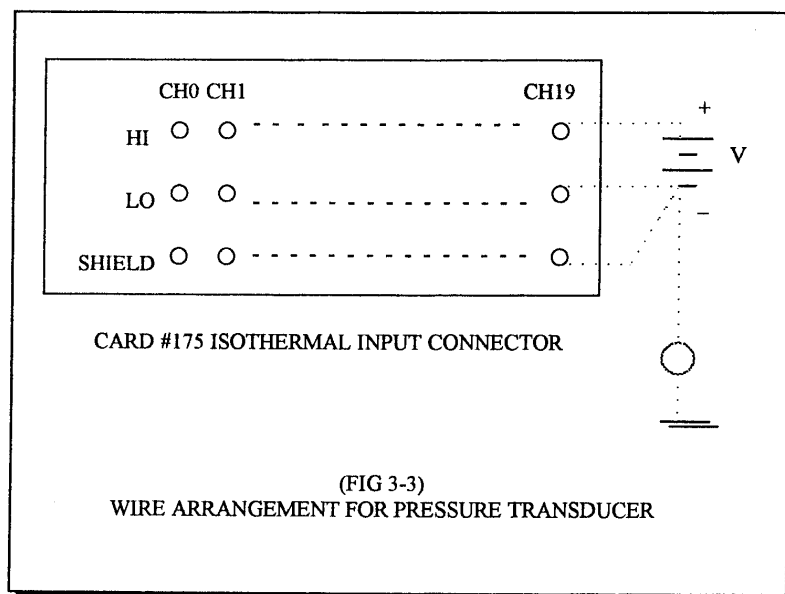 CH0 CH1 CH19
+
HI
V
LO
–
SHIELD
CARD #175 ISOTHERMAL INPUT CONNECTOR
(FIG 3-3)
WIRE ARRANGEMENT FOR PRESSURE TRANSDUCER